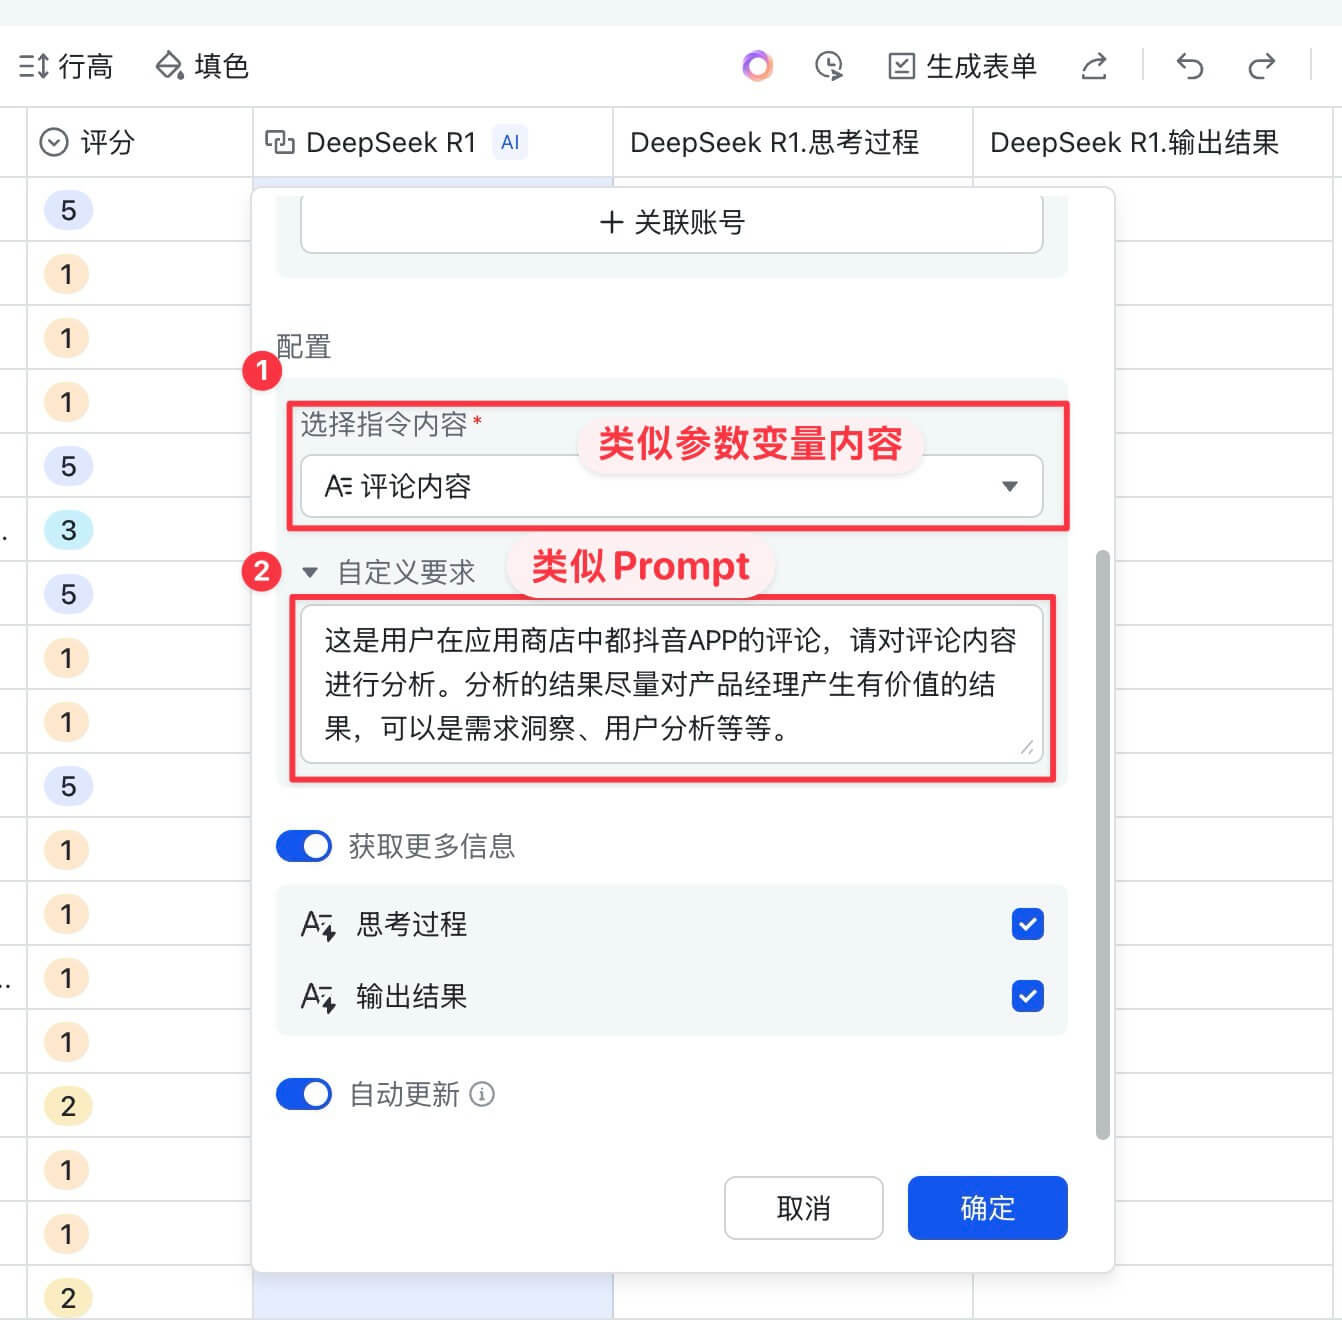 行高 填色 生成表单
评分 DeepSeek R1 AI DeepSeek R1.思考过程 DeepSeek R1.输出结果
5
+ 关联账号
1
1
配置
1
1
选择指令内容*
类似参数变量内容
5
评论内容
...
3
2
自定义要求
类似 Prompt
5
这是用户在应用商店中都抖音APP的评论，请对评论内容
1
进行分析。分析的结果尽量对产品经理产生有价值的结
1
果，可以是需求洞察、用户分析等等。
5
1
获取更多信息
1
思考过程
...
1
输出结果
1
2
自动更新
1
1
取消 确定
2